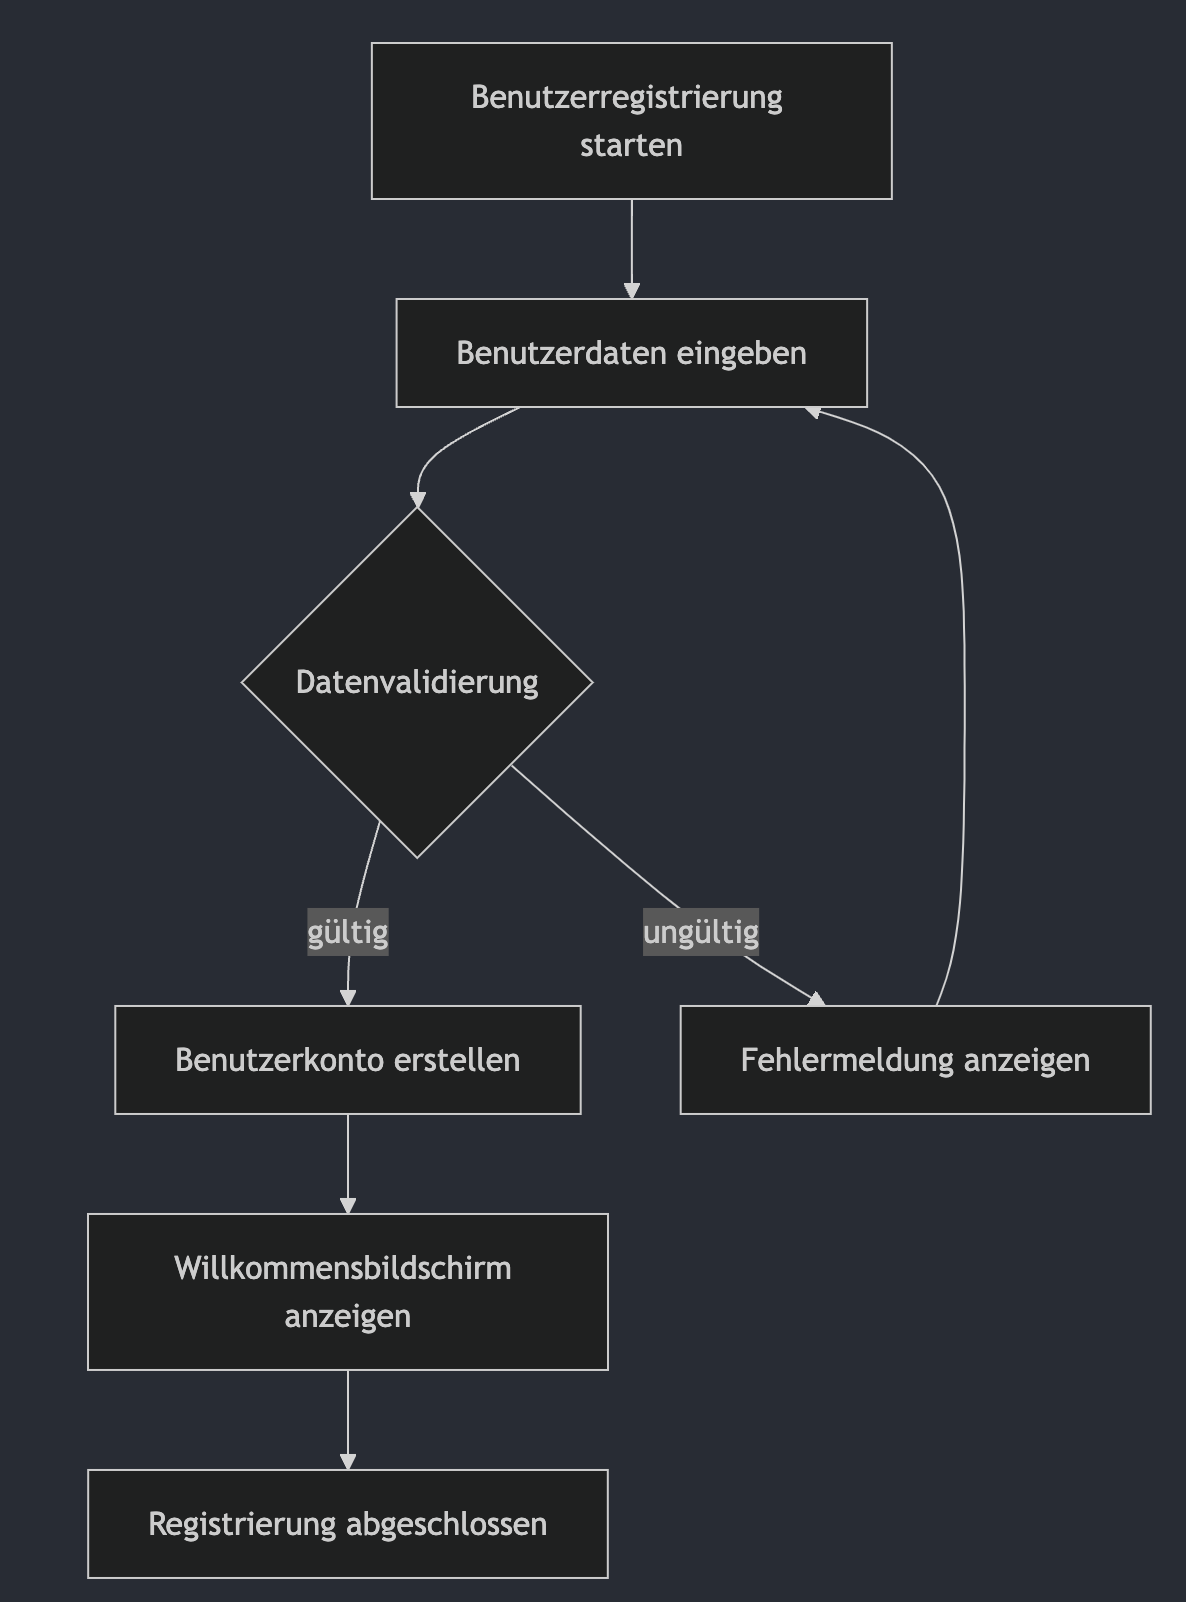 Benutzerregistrierung
starten
Benutzerdaten eingeben
Datenvalidierung
gültig
ungültig
Benutzerkonto erstellen
Fehlermeldung anzeigen
Willkommensbildschirm
anzeigen
Registrierung abgeschlossen